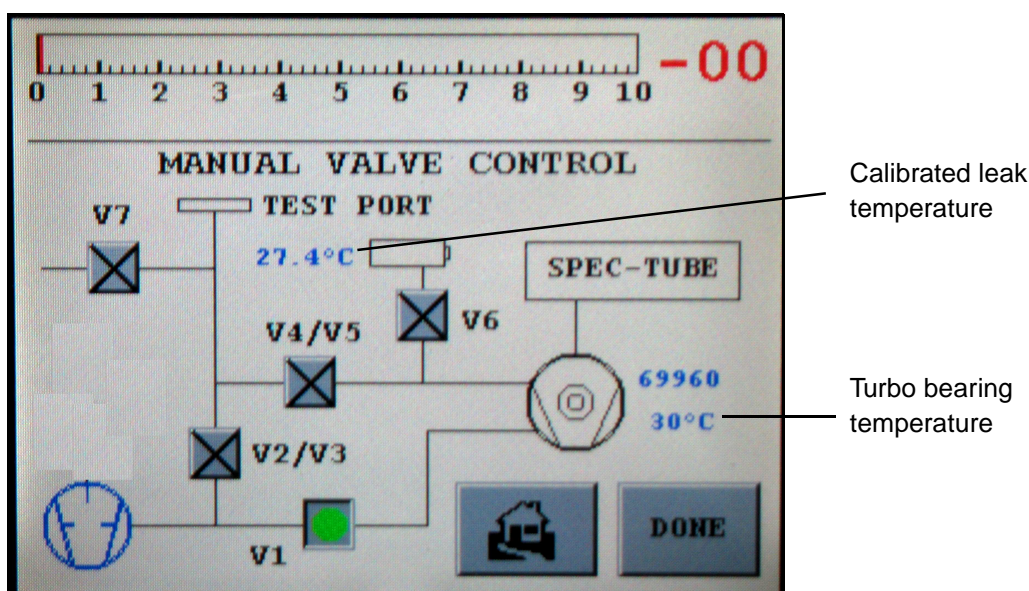 -00
0 1 2 3 4 5 6 7 8 9 10
MANUAL VALVE CONTROL
V7
TEST PORT
27.4°C
Calibrated leak
temperature
SPEC-TUBE
V4/V5
V6
69960
30°C
Turbo bearing
temperature
V2/V3
V1
DONE